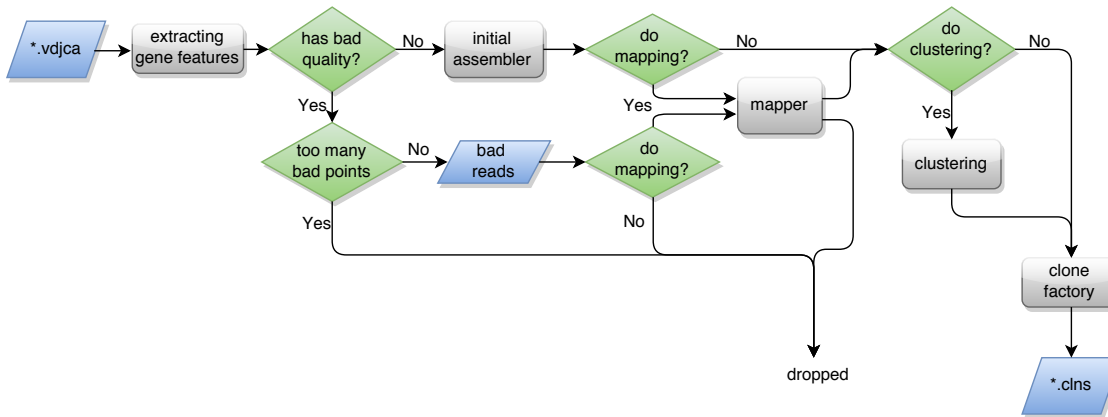 *.vdjca
extracting
gene features
has bad
quality?
No
initial
assembler
do
mapping?
No
do
clustering?
No
Yes
Yes
mapper
Yes
too many
bad points
No
bad
reads
do
mapping?
clustering
Yes
No
clone
factory
dropped
*.clns